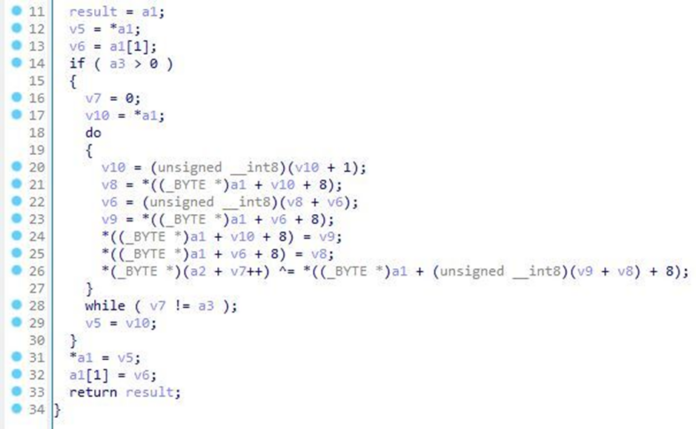 11 result = a1;
12 v5 = *a1;
13 v6 = a1[1];
14 if ( a3 > 0 )
15 {
16 v7 = 0;
17 v10 = *a1;
18 do
19 {
20 v10 = (unsigned __int8)(v10 + 1);
21 v8 = *((_BYTE *)a1 + v10 + 8);
22 v6 = (unsigned __int8)(v8 + v6);
23 v9 = *((_BYTE *)a1 + v6 + 8);
24 *((_BYTE *)a1 + v10 + 8) = v9;
25 *((_BYTE *)a1 + v6 + 8) = v8;
26 *(_BYTE *)(a2 + v7++) ^= *((_BYTE *)a1 + (unsigned __int8)(v9 + v8) + 8);
27 }
28 while ( v7 != a3 );
29 v5 = v10;
30 }
31 *a1 = v5;
32 a1[1] = v6;
33 return result;
34 }